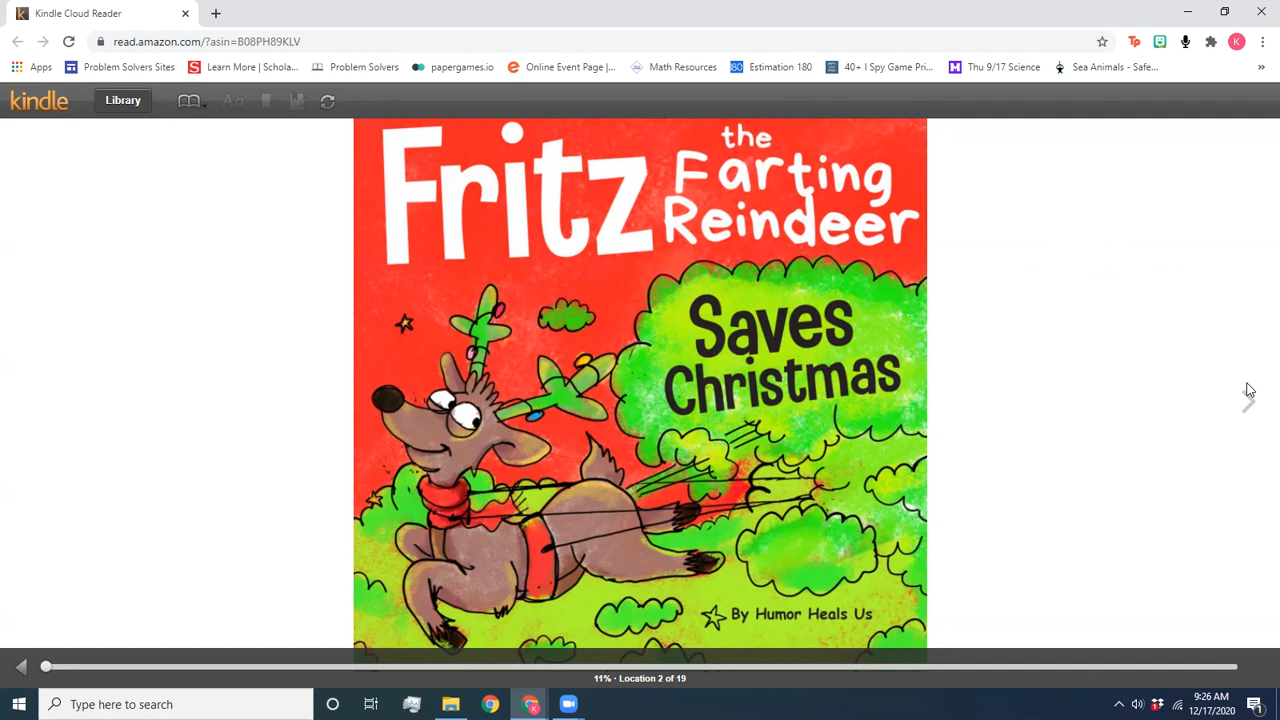 Kindle Cloud Reader
read.amazon.com/?asin=B08PH89KLV
Apps
Problem Solvers Sites
Learn More | Schola...
Problem Solvers
papergames.io
Online Event Page |...
Math Resources
80 Estimation 180
40+ I Spy Game Pri...
Thu 9/17 Science
Sea Animals - Safe...
»
kindle
Library
Aa
Fritz
the
Farting
Reindeer
Saves
Christmas
By Humor Heals Us
11% • Location 2 of 19
Type here to search
9:26 AM
12/17/2020